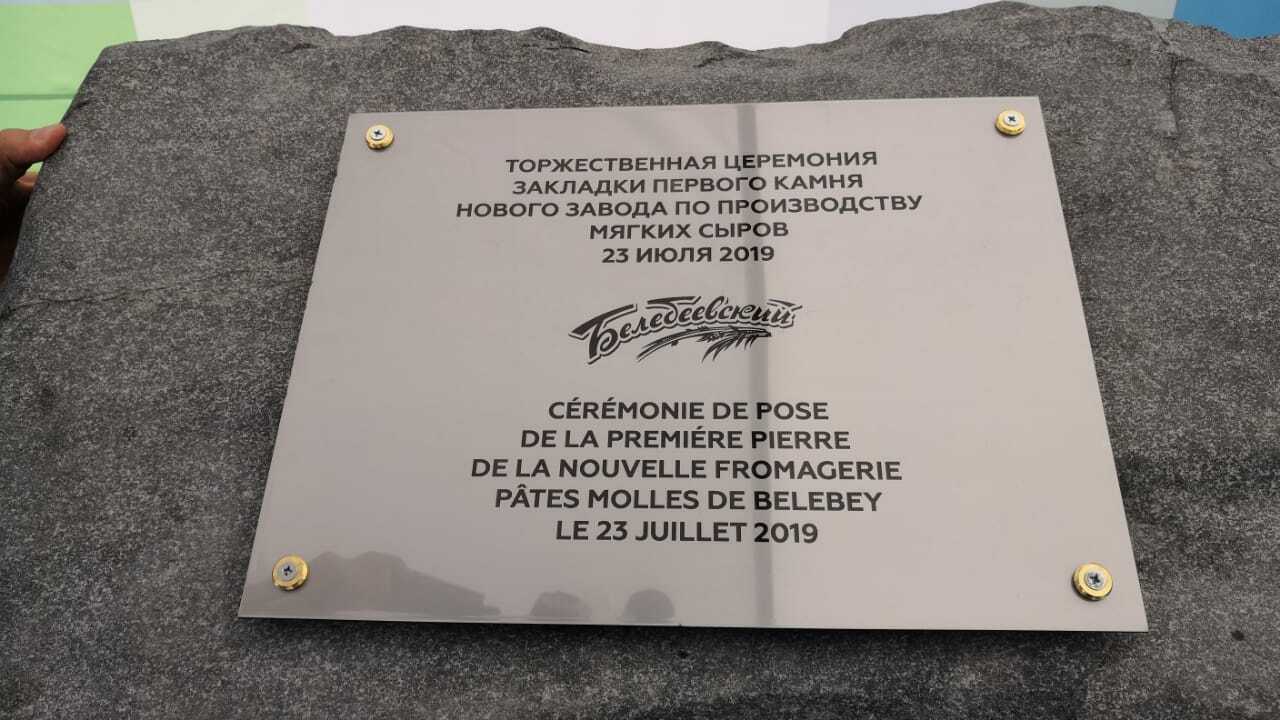 ТОРЖЕСТВЕННАЯ ЦЕРЕМОНИЯ
ЗАКЛАДКИ ПЕРВОГО КАМНЯ
НОВОГО ЗАВОДА ПО ПРОИЗВОДСТВУ
МЯГКИХ СЫРОВ
23 ИЮЛЯ 2019
Белебеевский
CÉRÉMONIE DE POSE
DE LA PREMIÉRE PIERRE
DE LA NOUVELLE FROMAGERIE
PÂTES MOLLES DE BELEBEY
LE 23 JUILLET 2019